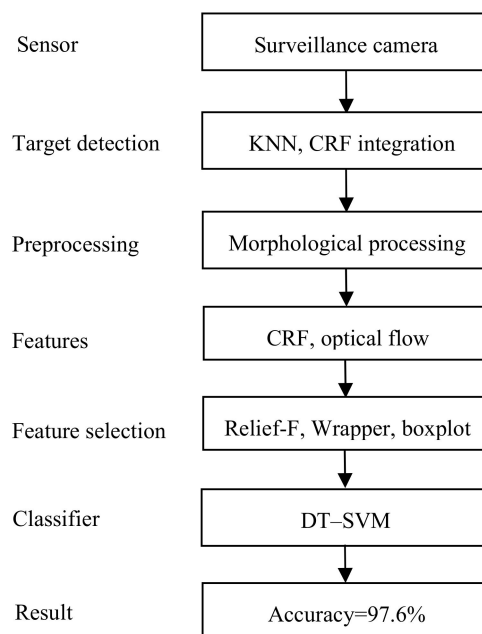 Sensor Surveillance camera
Target detection KNN, CRF integration
Preprocessing Morphological processing
Features CRF, optical flow
Feature selection Relief-F, Wrapper, boxplot
Classifier DT–SVM
Result Accuracy=97.6%